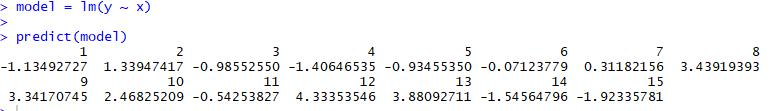 > model = lm(y ~ x)
>
> predict(model)
1 2 3 4 5 6 7 8
-1.13492727 1.33947417 -0.98552550 -1.40646535 -0.93455350 -0.07123779 0.31182156 3.43919393
9 10 11 12 13 14 15
3.34170745 2.46825209 -0.54253827 4.33353546 3.88092711 -1.54564796 -1.92335781
>